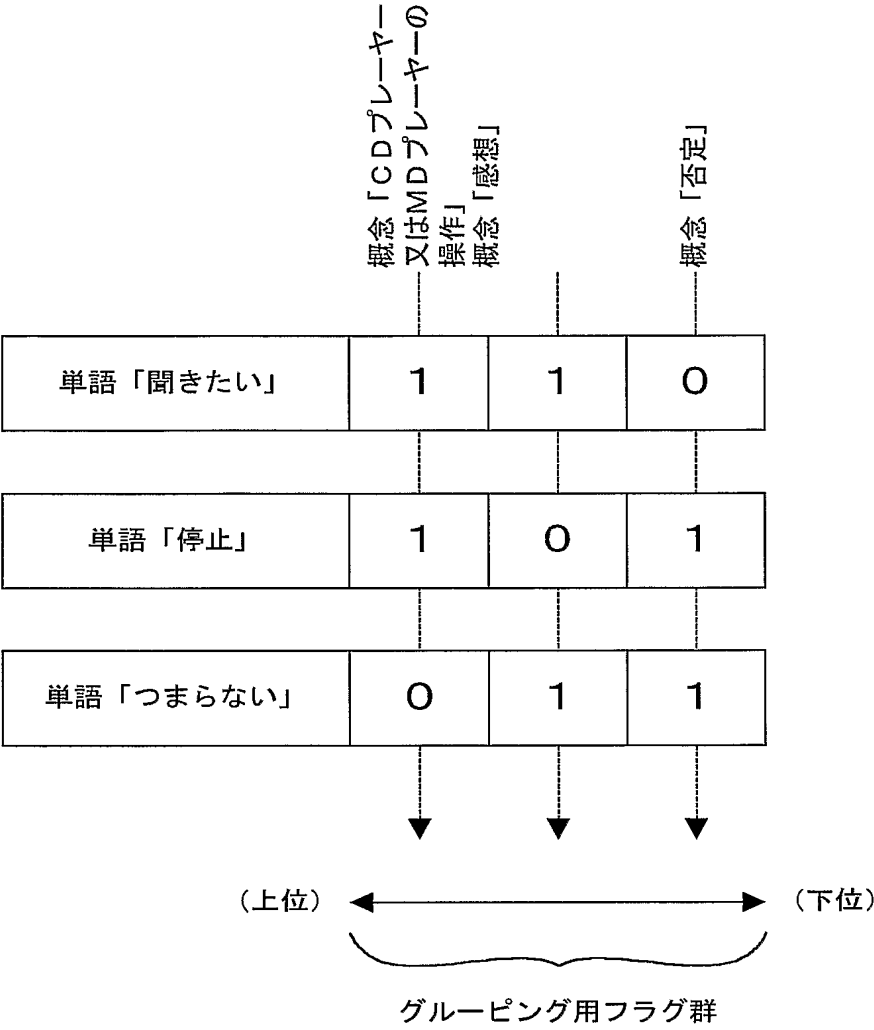 概念「CDプレーヤー
又はMDプレーヤーの
操作」
概念「感想」
概念「否定」
単語「聞きたい」 1 1 0
単語「停止」 1 0 1
単語「つまらない」 0 1 1
(上位) (下位)
グルーピング用フラグ群